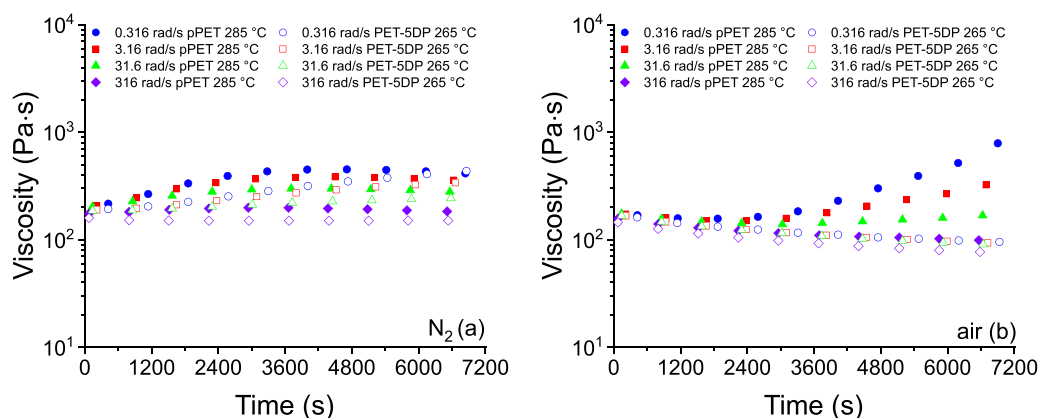 10⁴
10³
10²
10¹
Viscosity (Pa·s)
0.316 rad/s pPET 285 °C
3.16 rad/s pPET 285 °C
31.6 rad/s pPET 285 °C
316 rad/s pPET 285 °C
0.316 rad/s PET-5DP 265 °C
3.16 rad/s PET-5DP 265 °C
31.6 rad/s PET-5DP 265 °C
316 rad/s PET-5DP 265 °C
N₂ (a)
0 1200 2400 3600 4800 6000 7200
Time (s)
10⁴
10³
10²
10¹
Viscosity (Pa·s)
0.316 rad/s pPET 285 °C
3.16 rad/s pPET 285 °C
31.6 rad/s pPET 285 °C
316 rad/s pPET 285 °C
0.316 rad/s PET-5DP 265 °C
3.16 rad/s PET-5DP 265 °C
31.6 rad/s PET-5DP 265 °C
316 rad/s PET-5DP 265 °C
air (b)
0 1200 2400 3600 4800 6000 7200
Time (s)